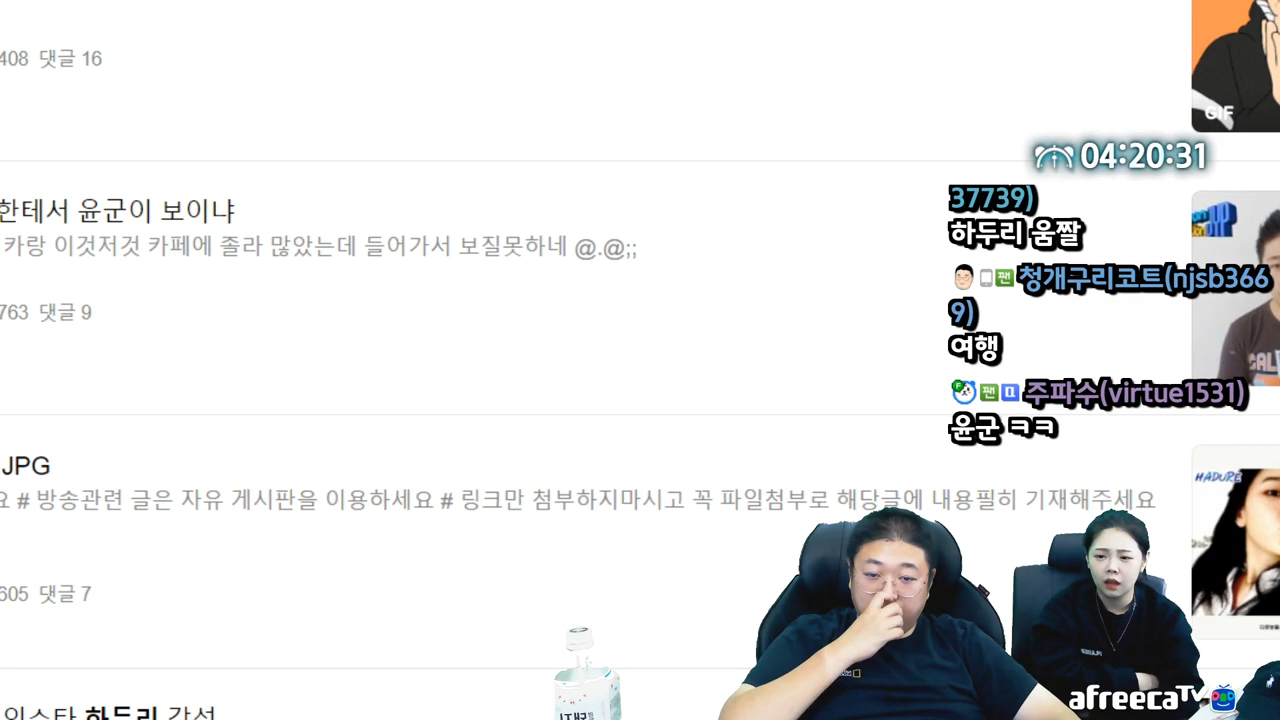 408 댓글 16
GIF
04:20:31
한테서 윤군이 보이냐
카랑 이것저것 카페에 졸라 많았는데 들어가서 보질못하네 @.@;;
763 댓글 9
37739)
하두리 움짤
팬 청개구리코트(njsb366
9)
여행
팬 주파수(virtue1531)
윤군 ㅋㅋ
JPG
요 # 방송관련 글은 자유 게시판을 이용하세요 # 링크만 첨부하지마시고 꼭 파일첨부로 해당글에 내용필히 기재해주세요
HADURE
605 댓글 7
인스타 하두리 감성
afreecaTV